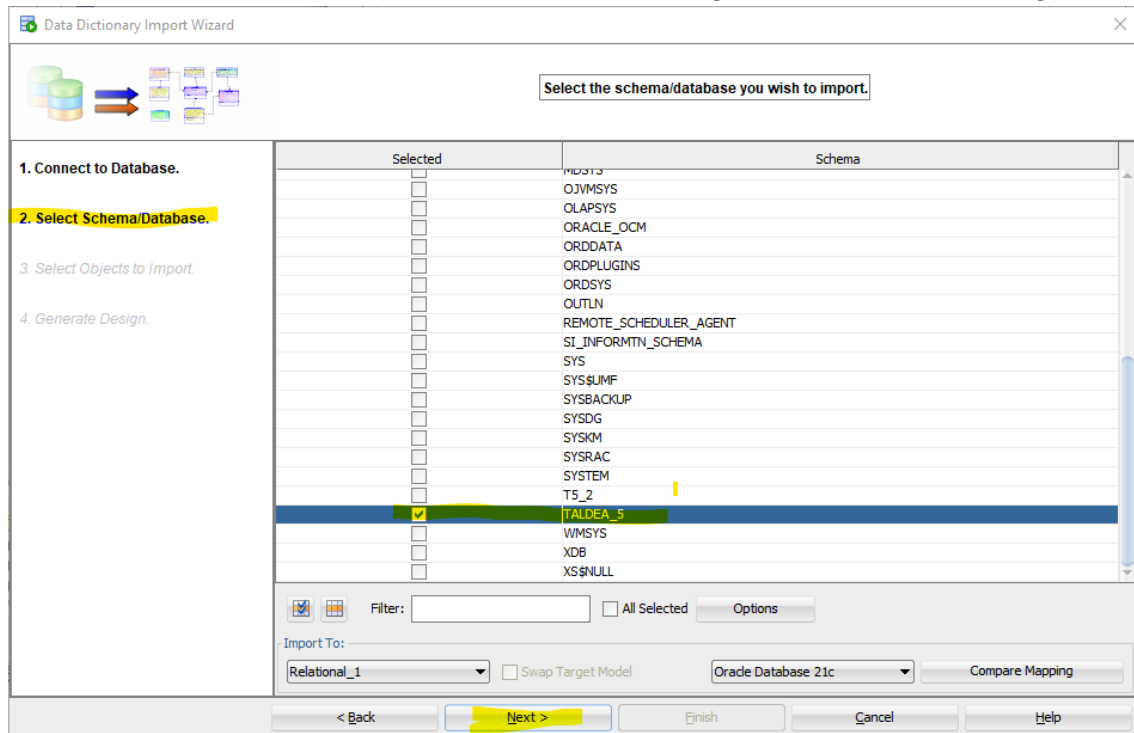 Data Dictionary Import Wizard
Select the schema/database you wish to import.
1. Connect to Database.
2. Select Schema/Database.
3. Select Objects to Import.
4. Generate Design.
Selected Schema
MDSYS
OJVMSYS
OLAPSYS
ORACLE_OCM
ORDDATA
ORDPLUGINS
ORDSYS
OUTLN
REMOTE_SCHEDULER_AGENT
SI_INFORMTN_SCHEMA
SYS
SYS$UMF
SYSBACKUP
SYSDG
SYSKM
SYSRAC
SYSTEM
T5_2
TALDEA_5
WMSYS
XDB
XS$NULL
Filter: All Selected Options
Import To:
Relational_1 Swap Target Model Oracle Database 21c Compare Mapping
< Back Next > Finish Cancel Help